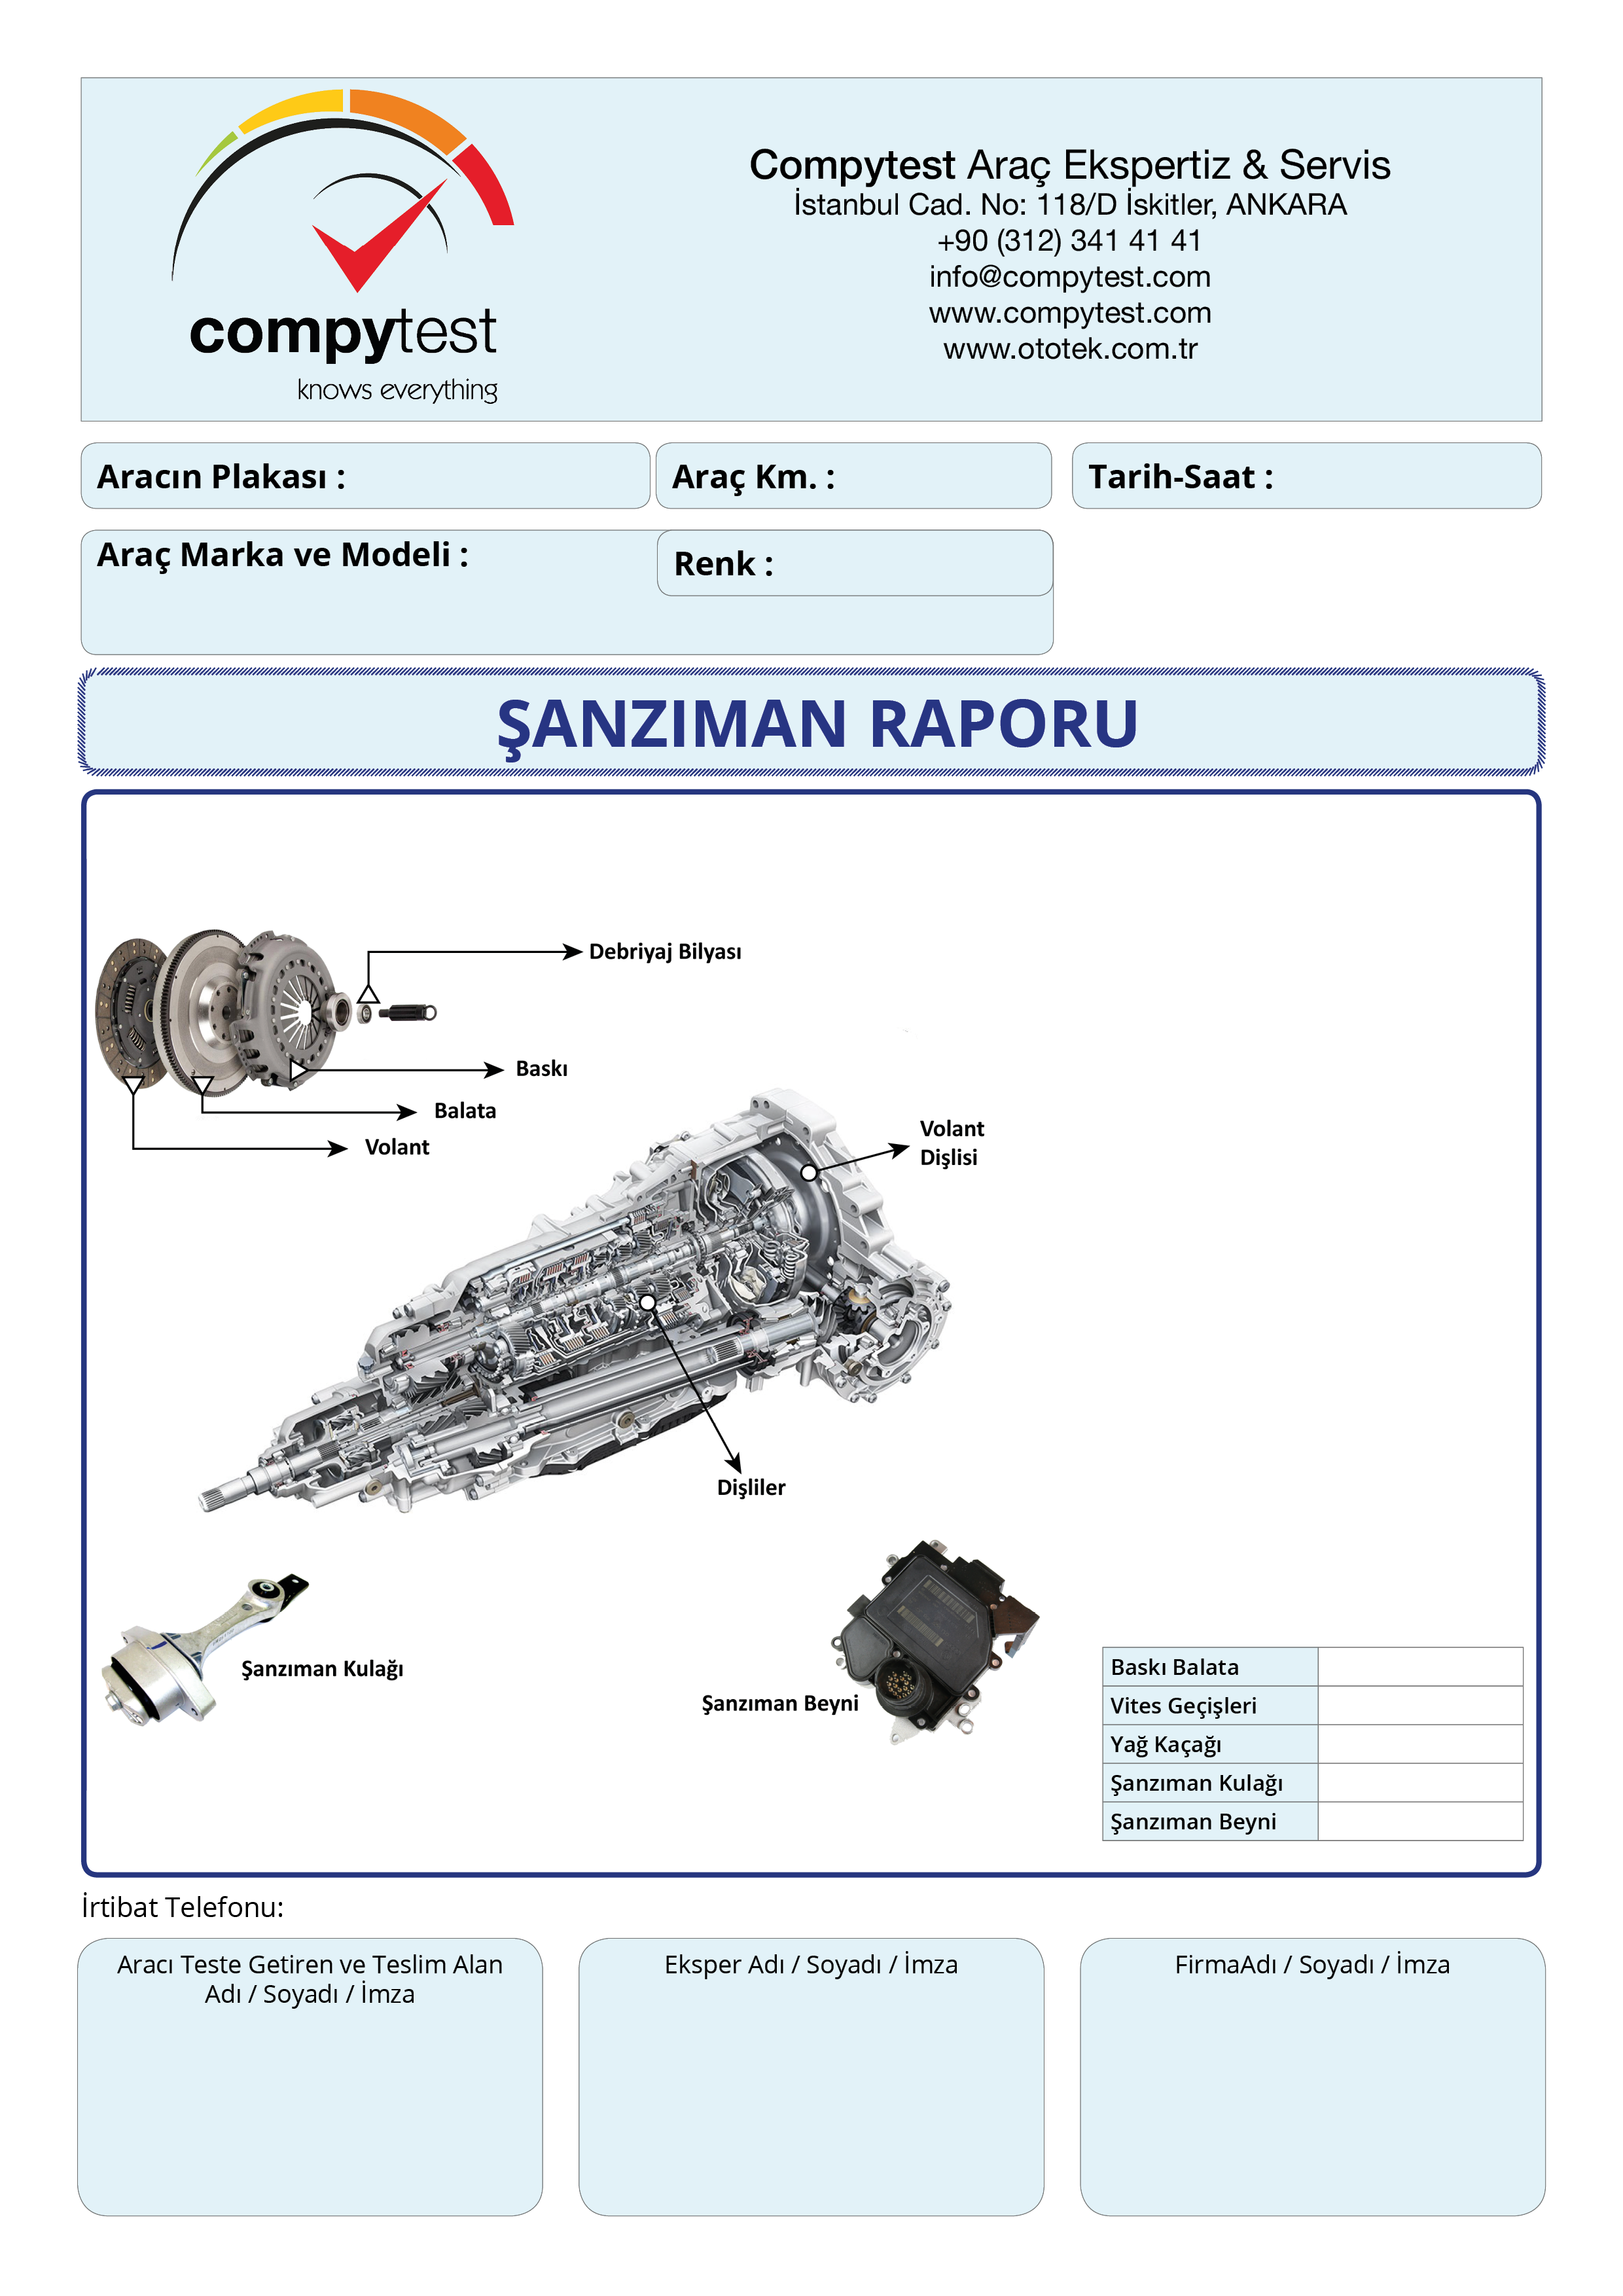 compytest
knows everything
Compytest Araç Ekspertiz & Servis
İstanbul Cad. No: 118/D İskitler, ANKARA
+90 (312) 341 41 41
info@compytest.com
www.compytest.com
www.ototek.com.tr
Aracın Plakası :
Araç Km. :
Tarih-Saat :
Araç Marka ve Modeli :
Renk :
ŞANZIMAN RAPORU
Debriyaj Bilyası
Baskı
Balata
Volant
Volant
Dişlisi
Dişliler
Şanzıman Kulağı
Şanzıman Beyni
Baskı Balata
Vites Geçişleri
Yağ Kaçağı
Şanzıman Kulağı
Şanzıman Beyni
İrtibat Telefonu:
Aracı Teste Getiren ve Teslim Alan
Adı / Soyadı / İmza
Eksper Adı / Soyadı / İmza
FirmaAdı / Soyadı / İmza